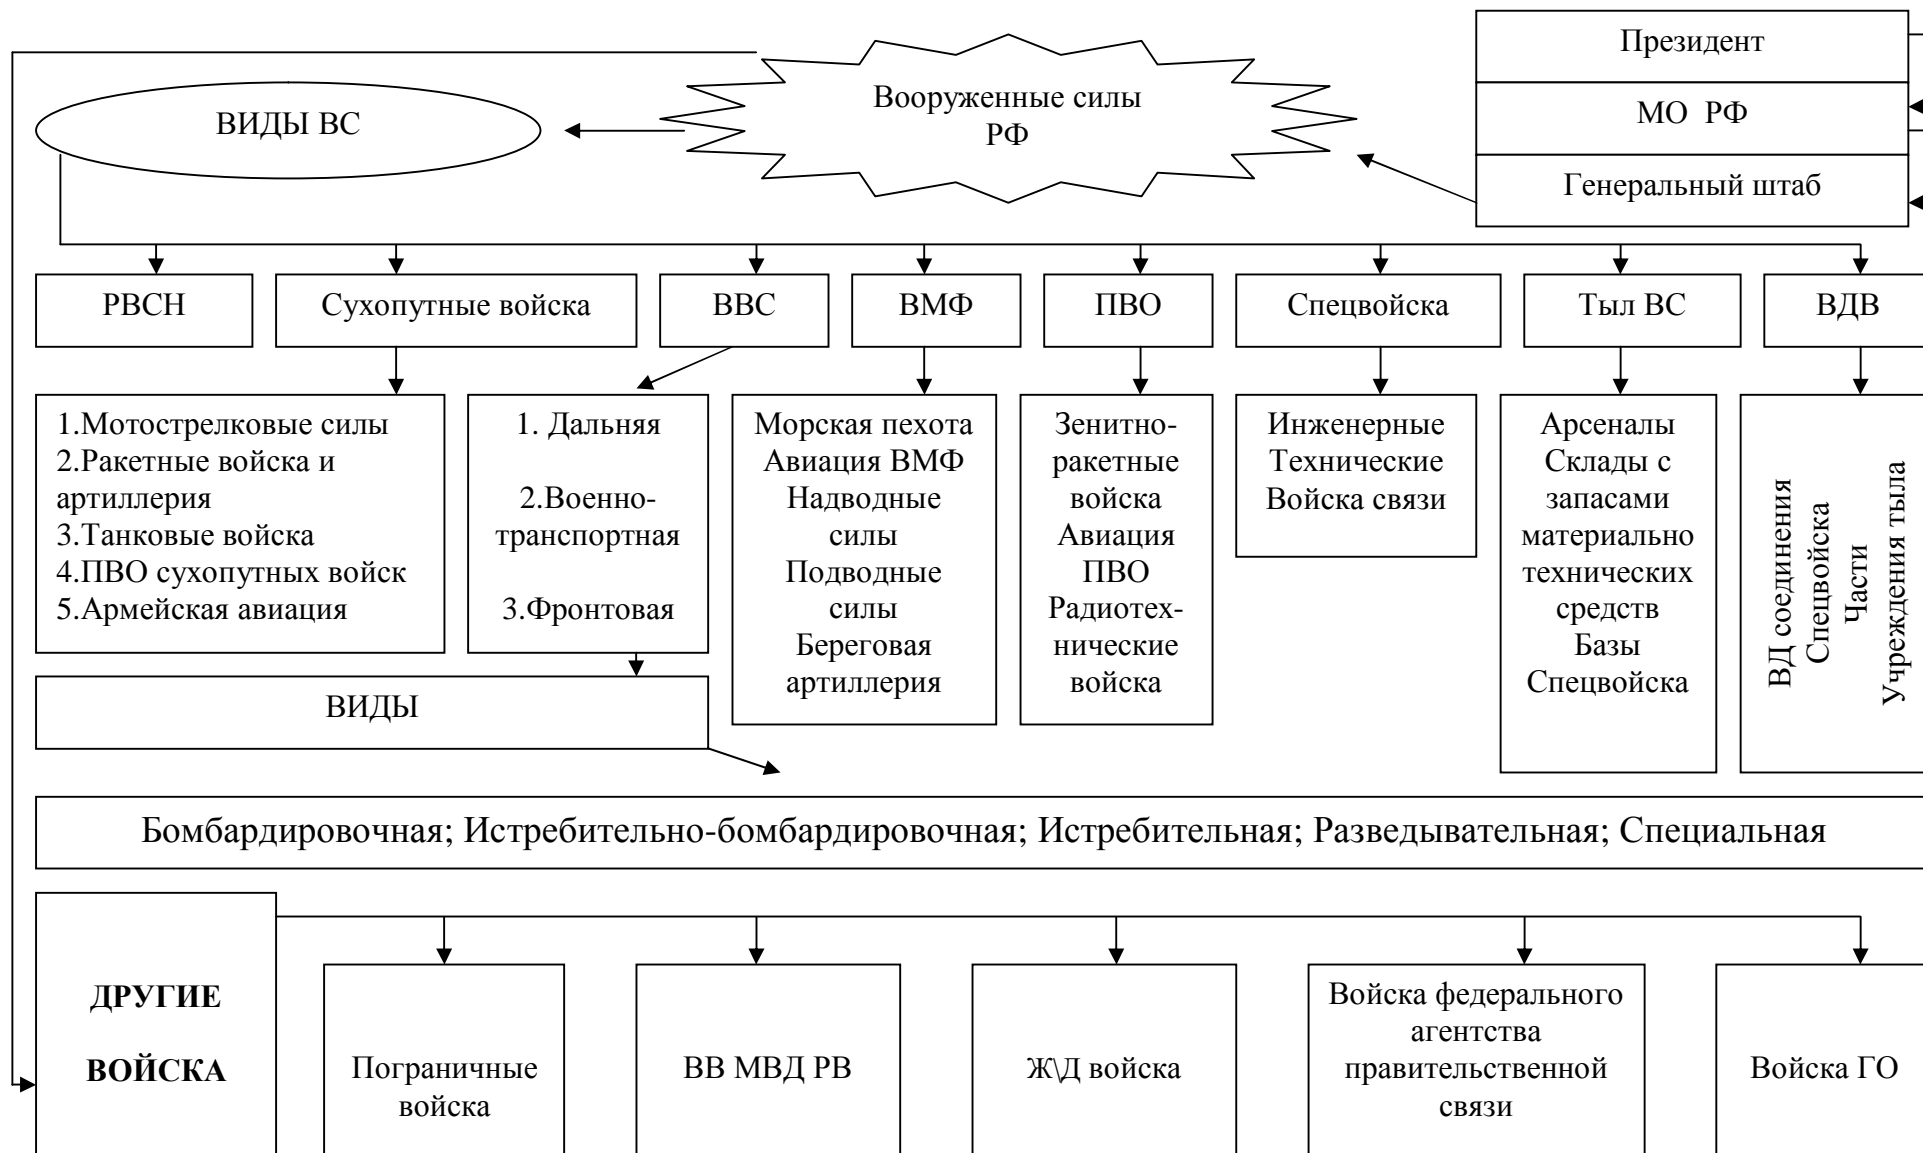 Президент
Вооруженные силы
РФ
ВИДЫ ВС
МО РФ
Генеральный штаб
РВСН
Сухопутные войска
ВВС
ВМФ
ПВО
Спецвойска
Тыл ВС
ВДВ
1.Мотострелковые силы
2.Ракетные войска и
артиллерия
3.Танковые войска
4.ПВО сухопутных войск
5.Армейская авиация
1. Дальняя
2.Военно-
транспортная
3.Фронтовая
Морская пехота
Авиация ВМФ
Надводные
силы
Подводные
силы
Береговая
артиллерия
Зенитно-
ракетные
войска
Авиация
ПВО
Радиотех-
нические
войска
Инженерные
Технические
Войска связи
Арсеналы
Склады с
запасами
материально
технических
средств
Базы
Спецвойска
ВД соединения
Спецвойска
Части
Учреждения тыла
ВИДЫ
Бомбардировочная; Истребительно-бомбардировочная; Истребительная; Разведывательная; Специальная
ДРУГИЕ
ВОЙСКА
Пограничные
войска
ВВ МВД РВ
Ж\Д войска
Войска федерального
агентства
правительственной
связи
Войска ГО